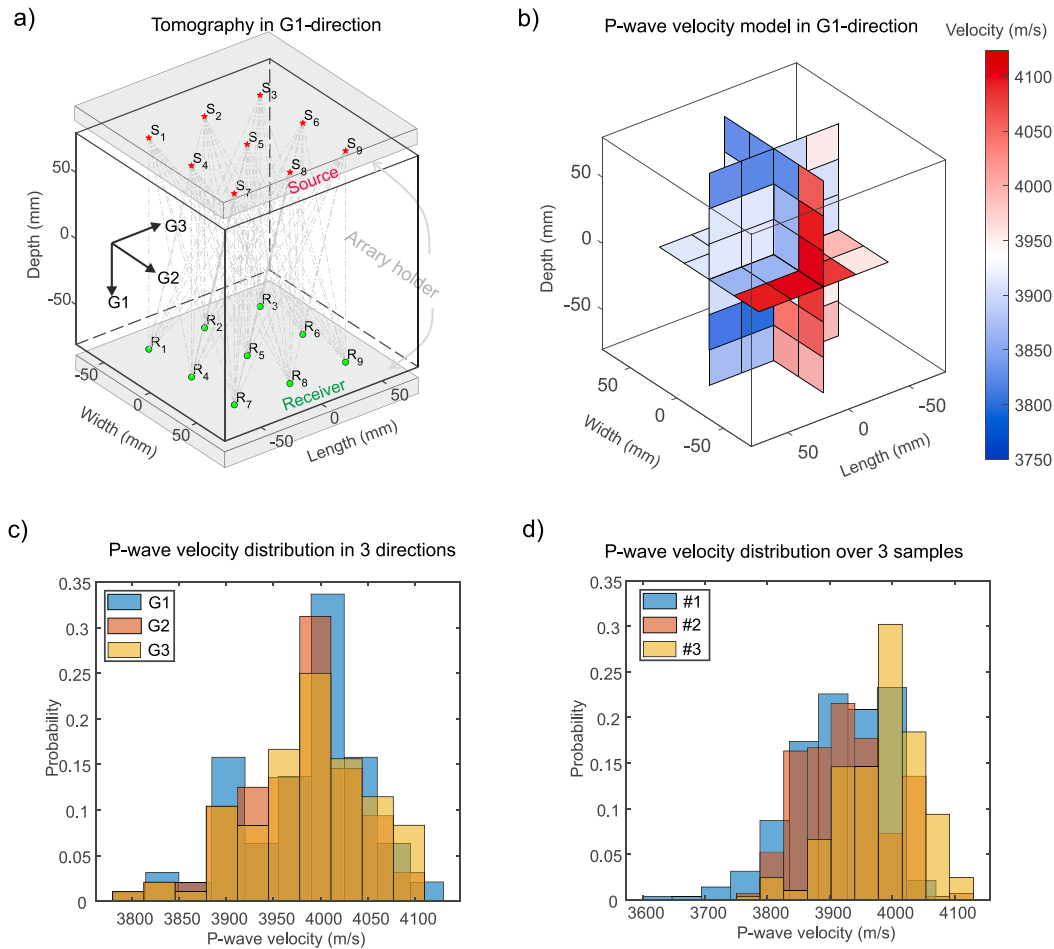 a)
Tomography in G1-direction
S1
S2
S3
S4
S5
S6
S7
S8
S9
Source
Arrary holder
G3
G2
G1
R1
R2
R3
R4
R5
R6
R7
R8
R9
Receiver
Depth (mm)
50
0
-50
Width (mm)
-50
0
50
Length (mm)
-50
0
50
b)
P-wave velocity model in G1-direction
Velocity (m/s)
4100
4050
4000
3950
3900
3850
3800
3750
Depth (mm)
50
0
-50
Width (mm)
50
0
-50
Length (mm)
50
0
-50
c)
P-wave velocity distribution in 3 directions
G1
G2
G3
Probability
0.35
0.3
0.25
0.2
0.15
0.1
0.05
0
3800 3850 3900 3950 4000 4050 4100
P-wave velocity (m/s)
d)
P-wave velocity distribution over 3 samples
#1
#2
#3
Probability
0.35
0.3
0.25
0.2
0.15
0.1
0.05
0
3600 3700 3800 3900 4000 4100
P-wave velocity (m/s)